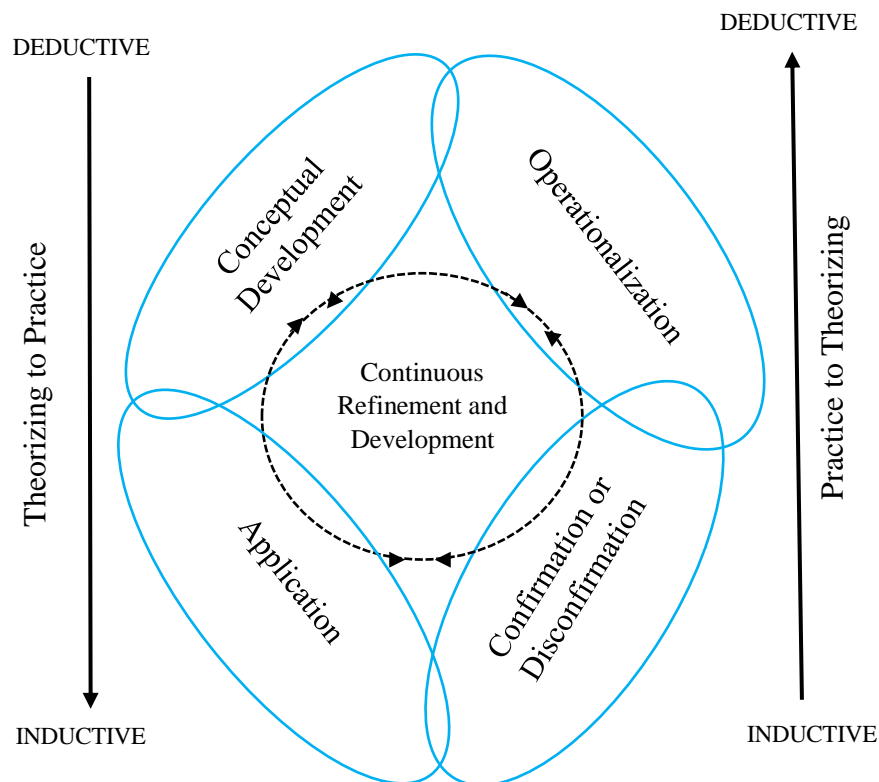 DEDUCTIVE
DEDUCTIVE
Theorizing to Practice
Conceptual
Development
Operationalization
Continuous
Refinement and
Development
Practice to Theorizing
Application
Confirmation or
Disconfirmation
INDUCTIVE
INDUCTIVE